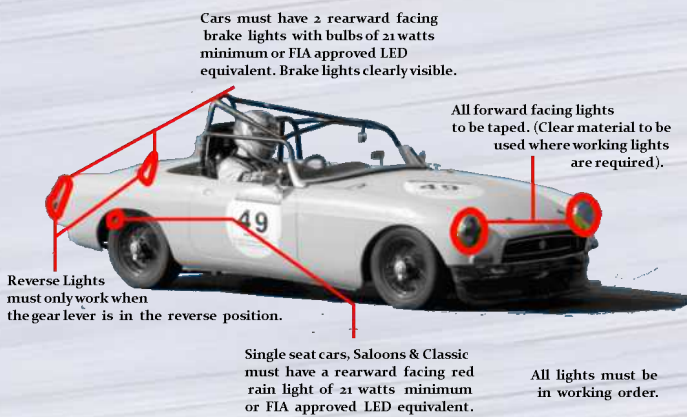 Cars must have 2 rearward facing
brake lights with bulbs of 21 watts
minimum or FIA approved LED
equivalent. Brake lights clearly visible.
All forward facing lights
to be taped. (Clear material to be
used where working lights
are required).
49
49
Reverse Lights
must only work when
the gear lever is in the reverse position.
Single seat cars, Saloons & Classic
must have a rearward facing red
rain light of 21 watts minimum
or FIA approved LED equivalent.
All lights must be
in working order.